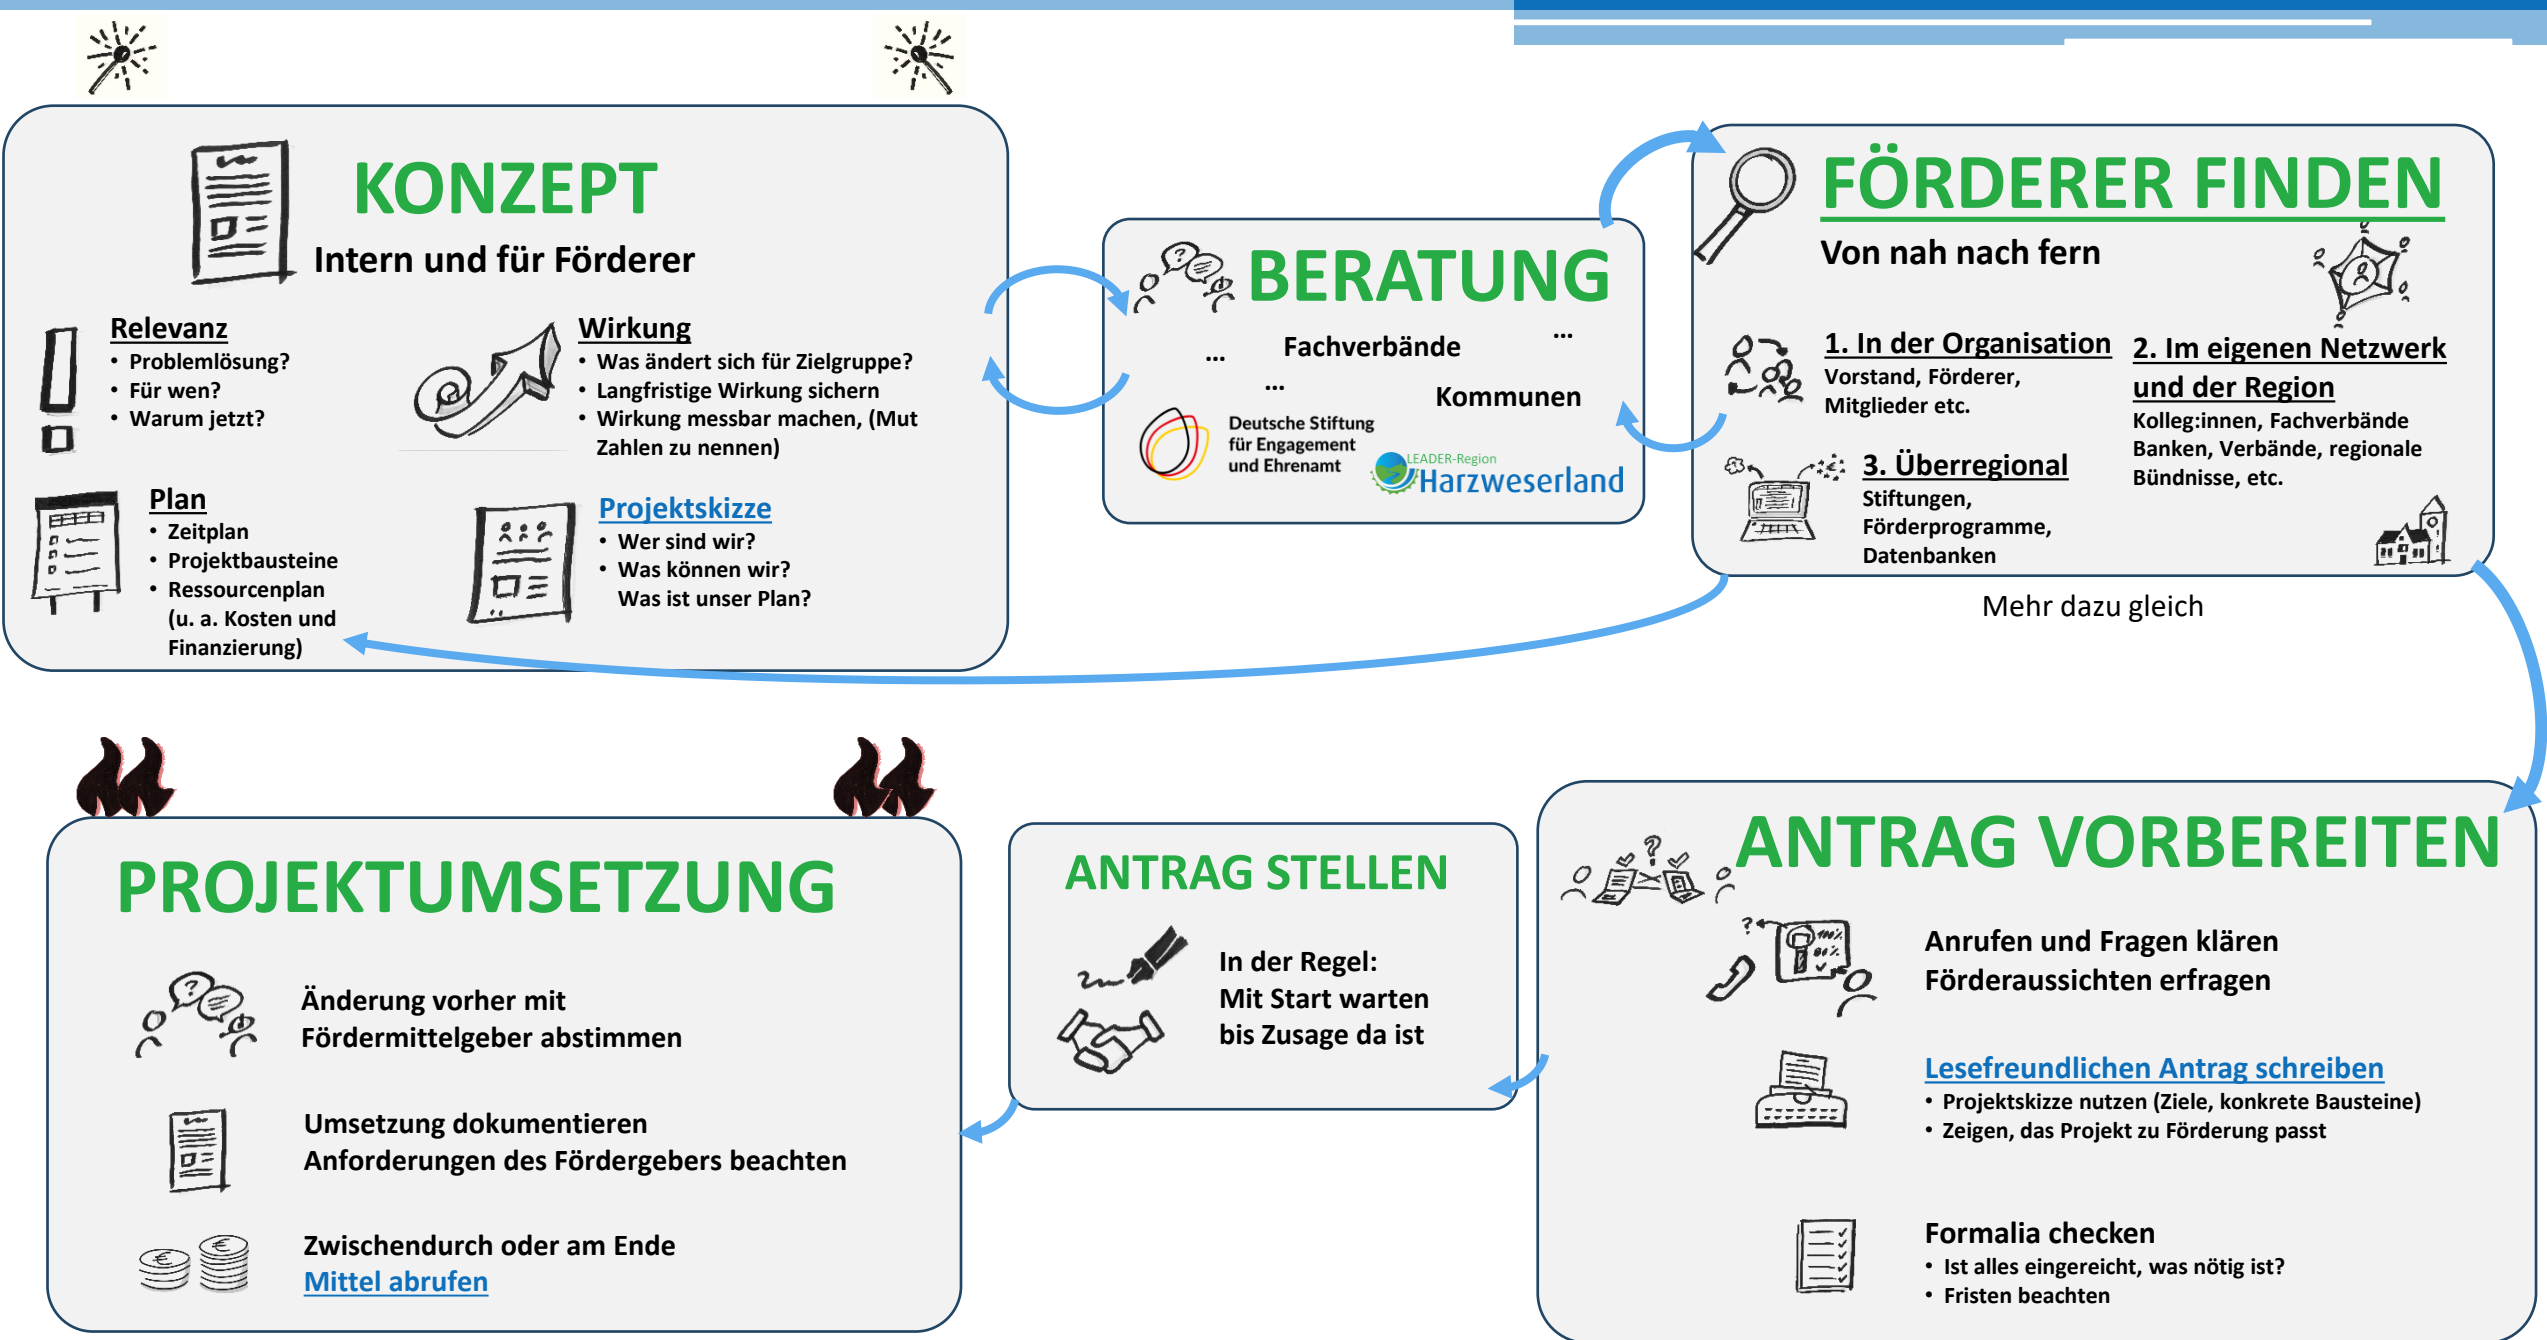 KONZEPT
Intern und für Förderer
Relevanz
• Problemlösung?
• Für wen?
• Warum jetzt?
Wirkung
• Was ändert sich für Zielgruppe?
• Langfristige Wirkung sichern
• Wirkung messbar machen, (Mut
Zahlen zu nennen)
Plan
• Zeitplan
• Projektbausteine
• Ressourcenplan
(u. a. Kosten und
Finanzierung)
Projektskizze
• Wer sind wir?
• Was können wir?
Was ist unser Plan?
BERATUNG
... Fachverbände ...
...
Kommunen
Deutsche Stiftung
für Engagement
und Ehrenamt
LEADER-Region
Harzweserland
FÖRDERER FINDEN
Von nah nach fern
1. In der Organisation
Vorstand, Förderer,
Mitglieder etc.
2. Im eigenen Netzwerk
und der Region
Kolleg:innen, Fachverbände
Banken, Verbände, regionale
Bündnisse, etc.
3. Überregional
Stiftungen,
Förderprogramme,
Datenbanken
Mehr dazu gleich
ANTRAG VORBEREITEN
?
?
100%
80%
Anrufen und Fragen klären
Förderaussichten erfragen
Lesefreundlichen Antrag schreiben
• Projektskizze nutzen (Ziele, konkrete Bausteine)
• Zeigen, das Projekt zu Förderung passt
Formalia checken
• Ist alles eingereicht, was nötig ist?
• Fristen beachten
ANTRAG STELLEN
In der Regel:
Mit Start warten
bis Zusage da ist
PROJEKTUMSETZUNG
Änderung vorher mit
Fördermittelgeber abstimmen
Umsetzung dokumentieren
Anforderungen des Fördergebers beachten
Zwischendurch oder am Ende
Mittel abrufen